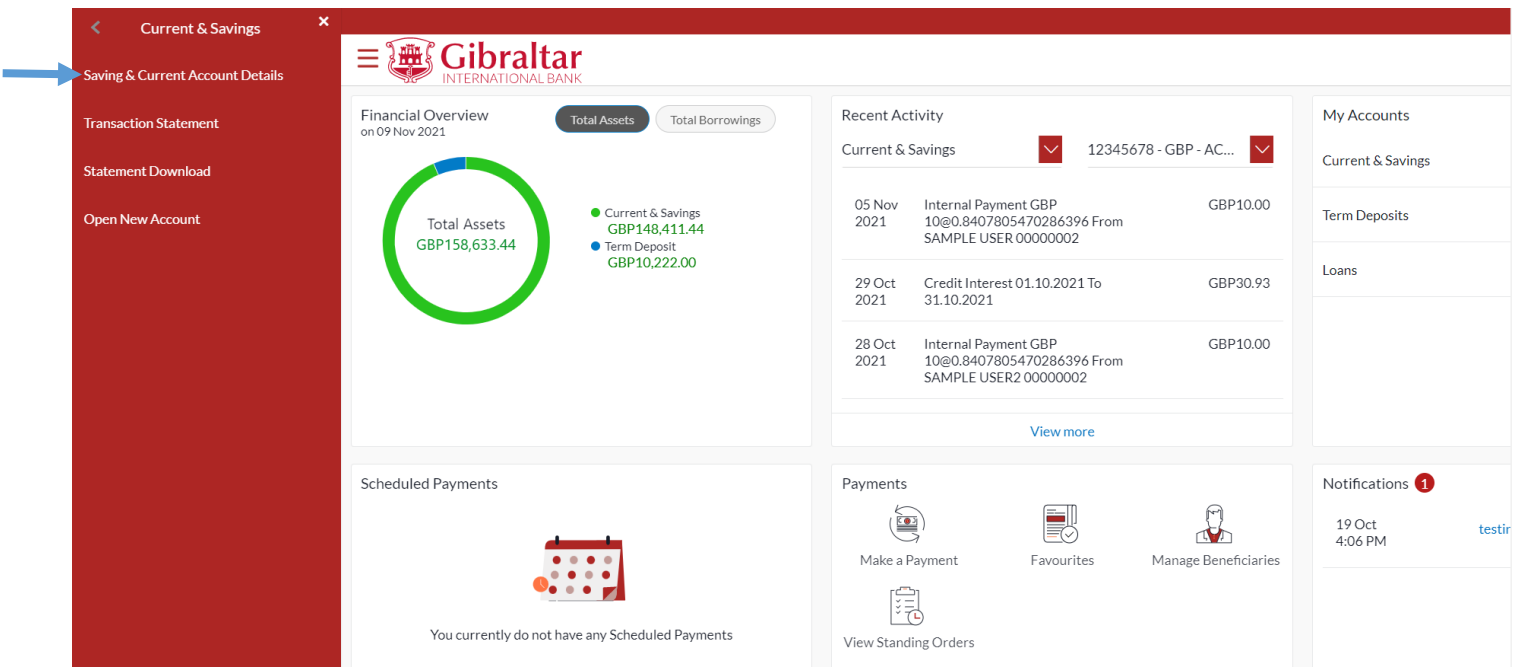 Current & Savings
Saving & Current Account Details
Transaction Statement
Statement Download
Open New Account
Gibraltar
INTERNATIONAL BANK
Financial Overview
on 09 Nov 2021
Total Assets
Total Borrowings
Total Assets
GBP158,633.44
Current & Savings
GBP148,411.44
Term Deposit
GBP10,222.00
Recent Activity
Current & Savings
12345678 - GBP - AC...
05 Nov
2021
Internal Payment GBP
10@0.8407805470286396 From
SAMPLE USER 00000002
GBP10.00
29 Oct
2021
Credit Interest 01.10.2021 To
31.10.2021
GBP30.93
28 Oct
2021
Internal Payment GBP
10@0.8407805470286396 From
SAMPLE USER2 00000002
GBP10.00
View more
My Accounts
Current & Savings
Term Deposits
Loans
Scheduled Payments
You currently do not have any Scheduled Payments
Payments
Make a Payment
Favourites
Manage Beneficiaries
View Standing Orders
Notifications 1
19 Oct
4:06 PM
testin